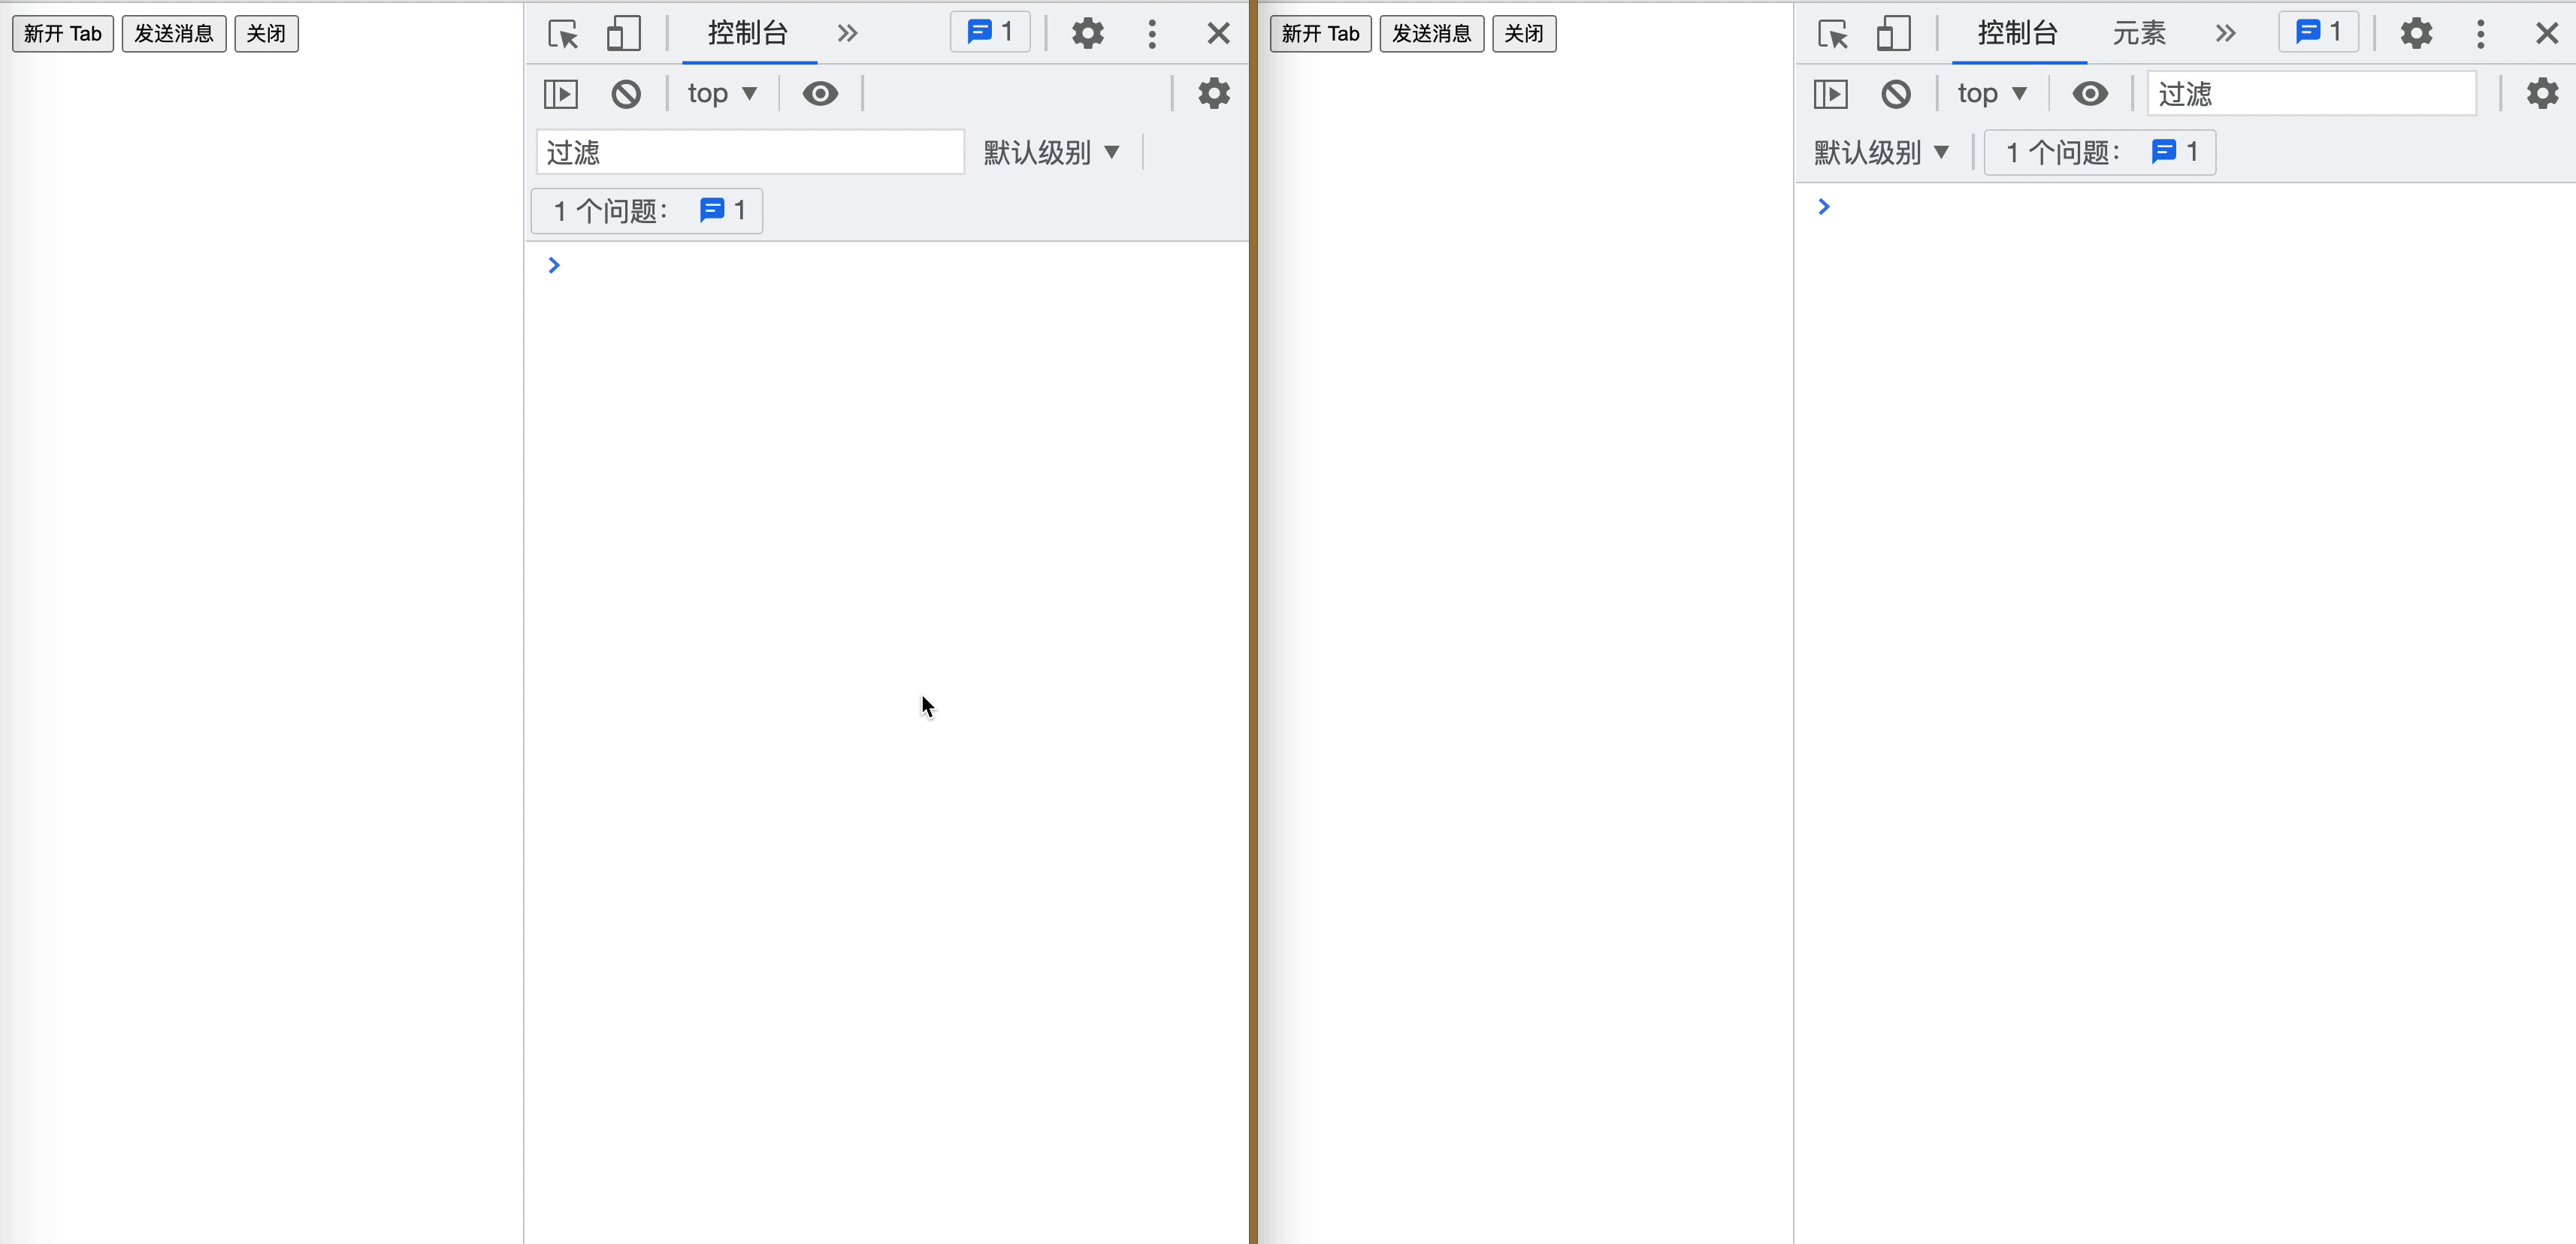 新开 Tab 发送消息 关闭
控制台 1
top
过滤 默认级别
1 个问题： 1
新开 Tab 发送消息 关闭
控制台 元素 1
top 过滤
默认级别 1 个问题： 1